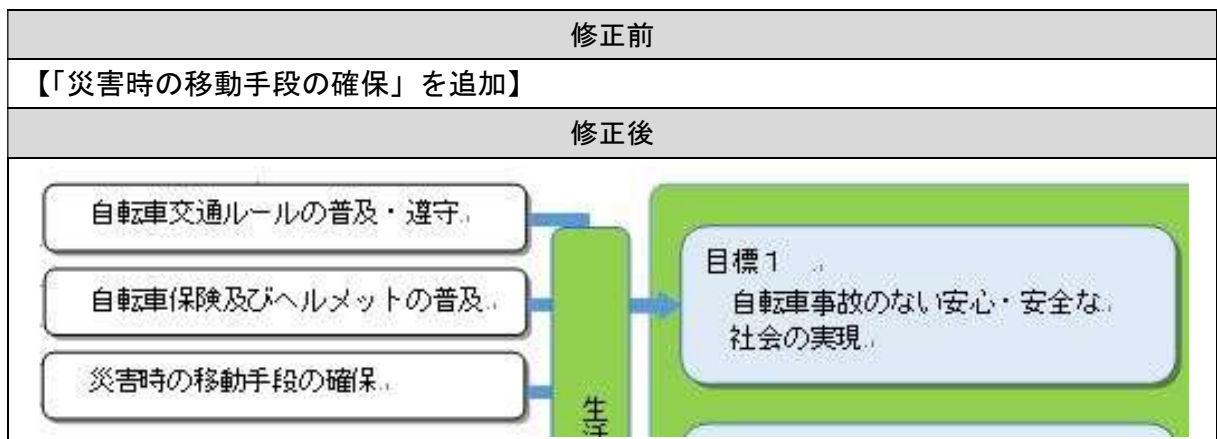 修正前
【「災害時の移動手段の確保」を追加】
修正後
自転車交通ルールの普及・遵守
自転車保険及びヘルメットの普及
災害時の移動手段の確保
生活
目標1
自転車事故のない安心・安全な
社会の実現